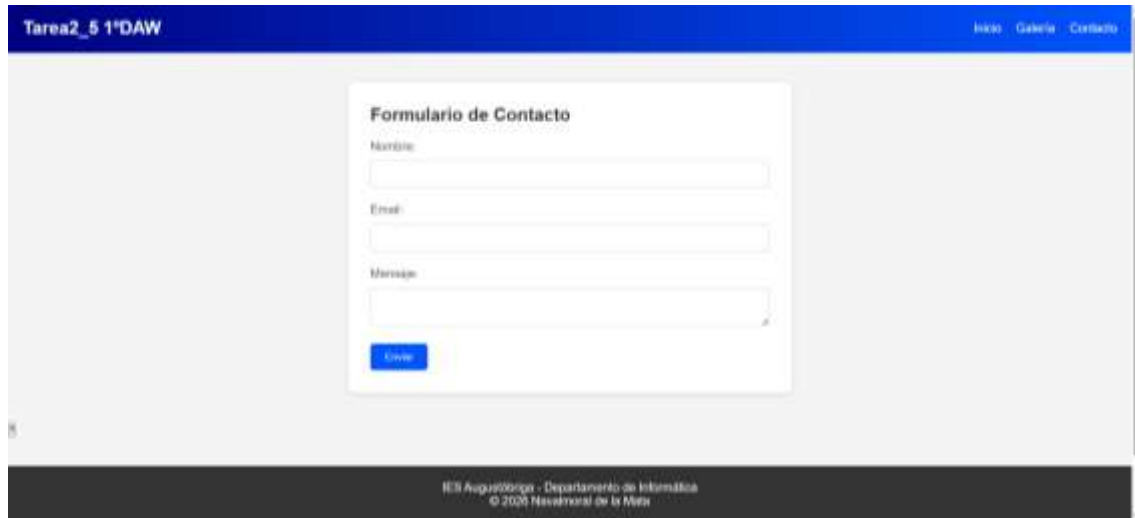 Tarea2_5 1ºDAW
Inicio Galería Contacto
Formulario de Contacto
Nombre:
Email:
Mensaje:
Enviar
IES Augustóbriga - Departamento de Informática
© 2026 Navalmoral de la Mata